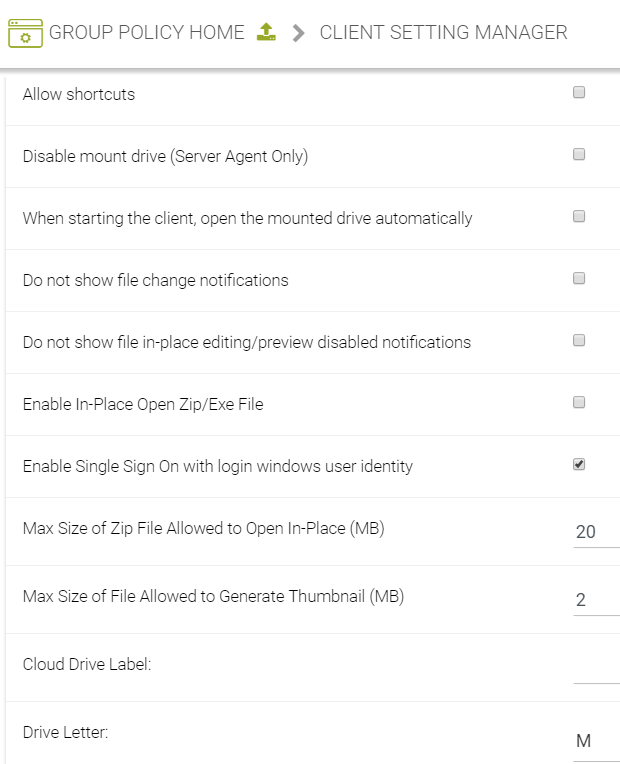 GROUP POLICY HOME > CLIENT SETTING MANAGER
Allow shortcuts
Disable mount drive (Server Agent Only)
When starting the client, open the mounted drive automatically
Do not show file change notifications
Do not show file in-place editing/preview disabled notifications
Enable In-Place Open Zip/Exe File
Enable Single Sign On with login windows user identity
Max Size of Zip File Allowed to Open In-Place (MB) 20
Max Size of File Allowed to Generate Thumbnail (MB) 2
Cloud Drive Label:
Drive Letter: M